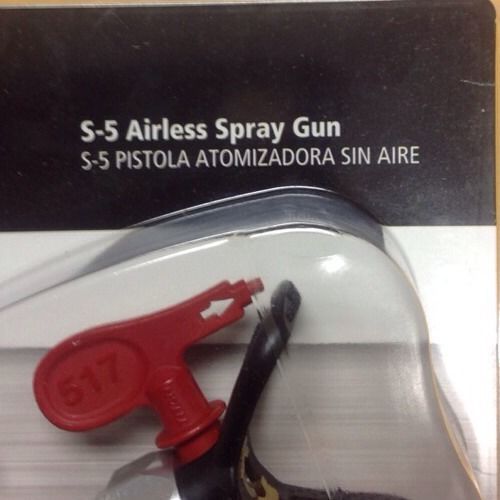 S-5 Airless Spray Gun
S-5 PISTOLA ATOMIZADORA SIN AIRE
517